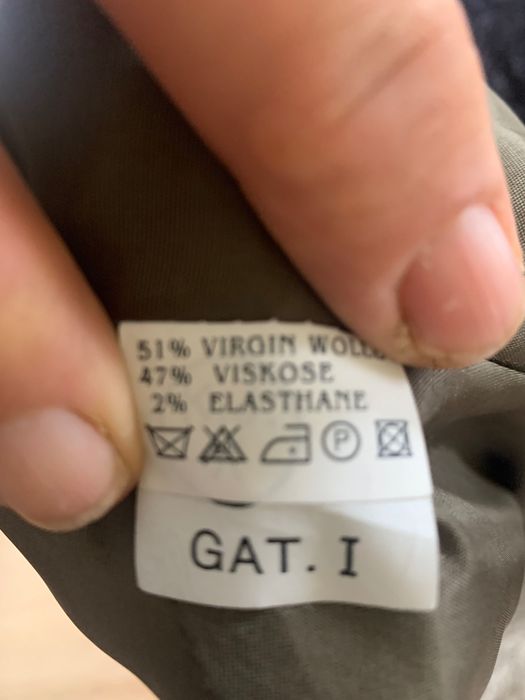 51% VIRGIN WOLLE
47% VISKOSE
2% ELASTHANE
P
GAT. I